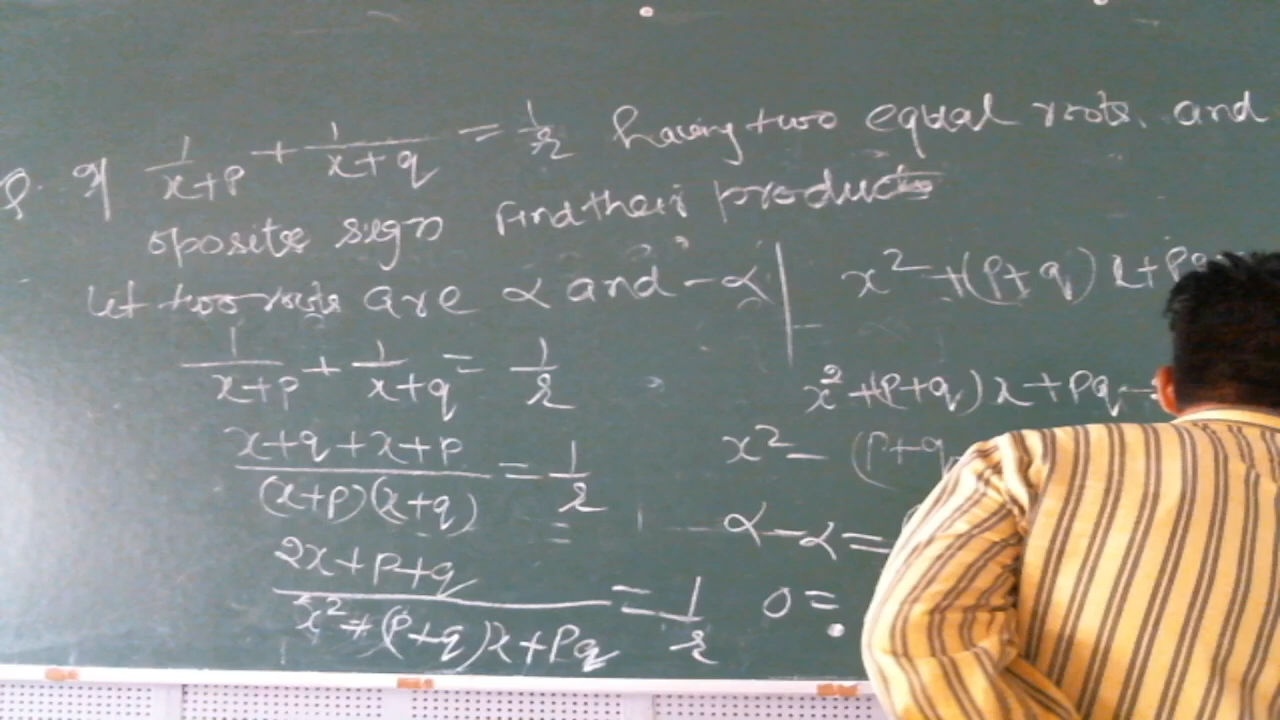 Q. If 1/(x+p) + 1/(x+q) = 1/r having two equal roots. and
oposite sign Find their product
let two roots are α and -α
1/(x+p) + 1/(x+q) = 1/r
(x+q+x+p)/((x+p)(x+q)) = 1/r
(2x+p+q)/(x²+(p+q)x+pq) = 1/r
x²+(p+q)x+pq
x²+(p+q)x+pq-
x²-(p+q
α-α=
0=